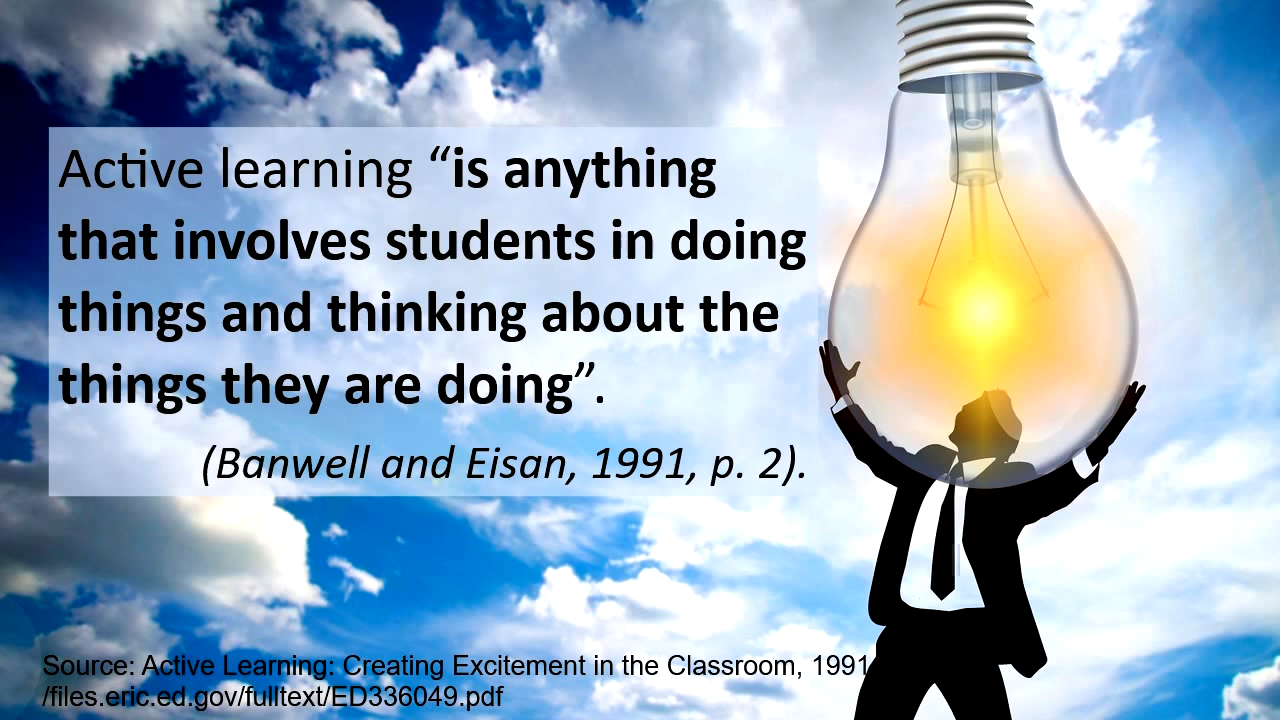 Active learning “is anything
that involves students in doing
things and thinking about the
things they are doing”.
(Banwell and Eisan, 1991, p. 2).
Source: Active Learning: Creating Excitement in the Classroom, 1991
/files.eric.ed.gov/fulltext/ED336049.pdf